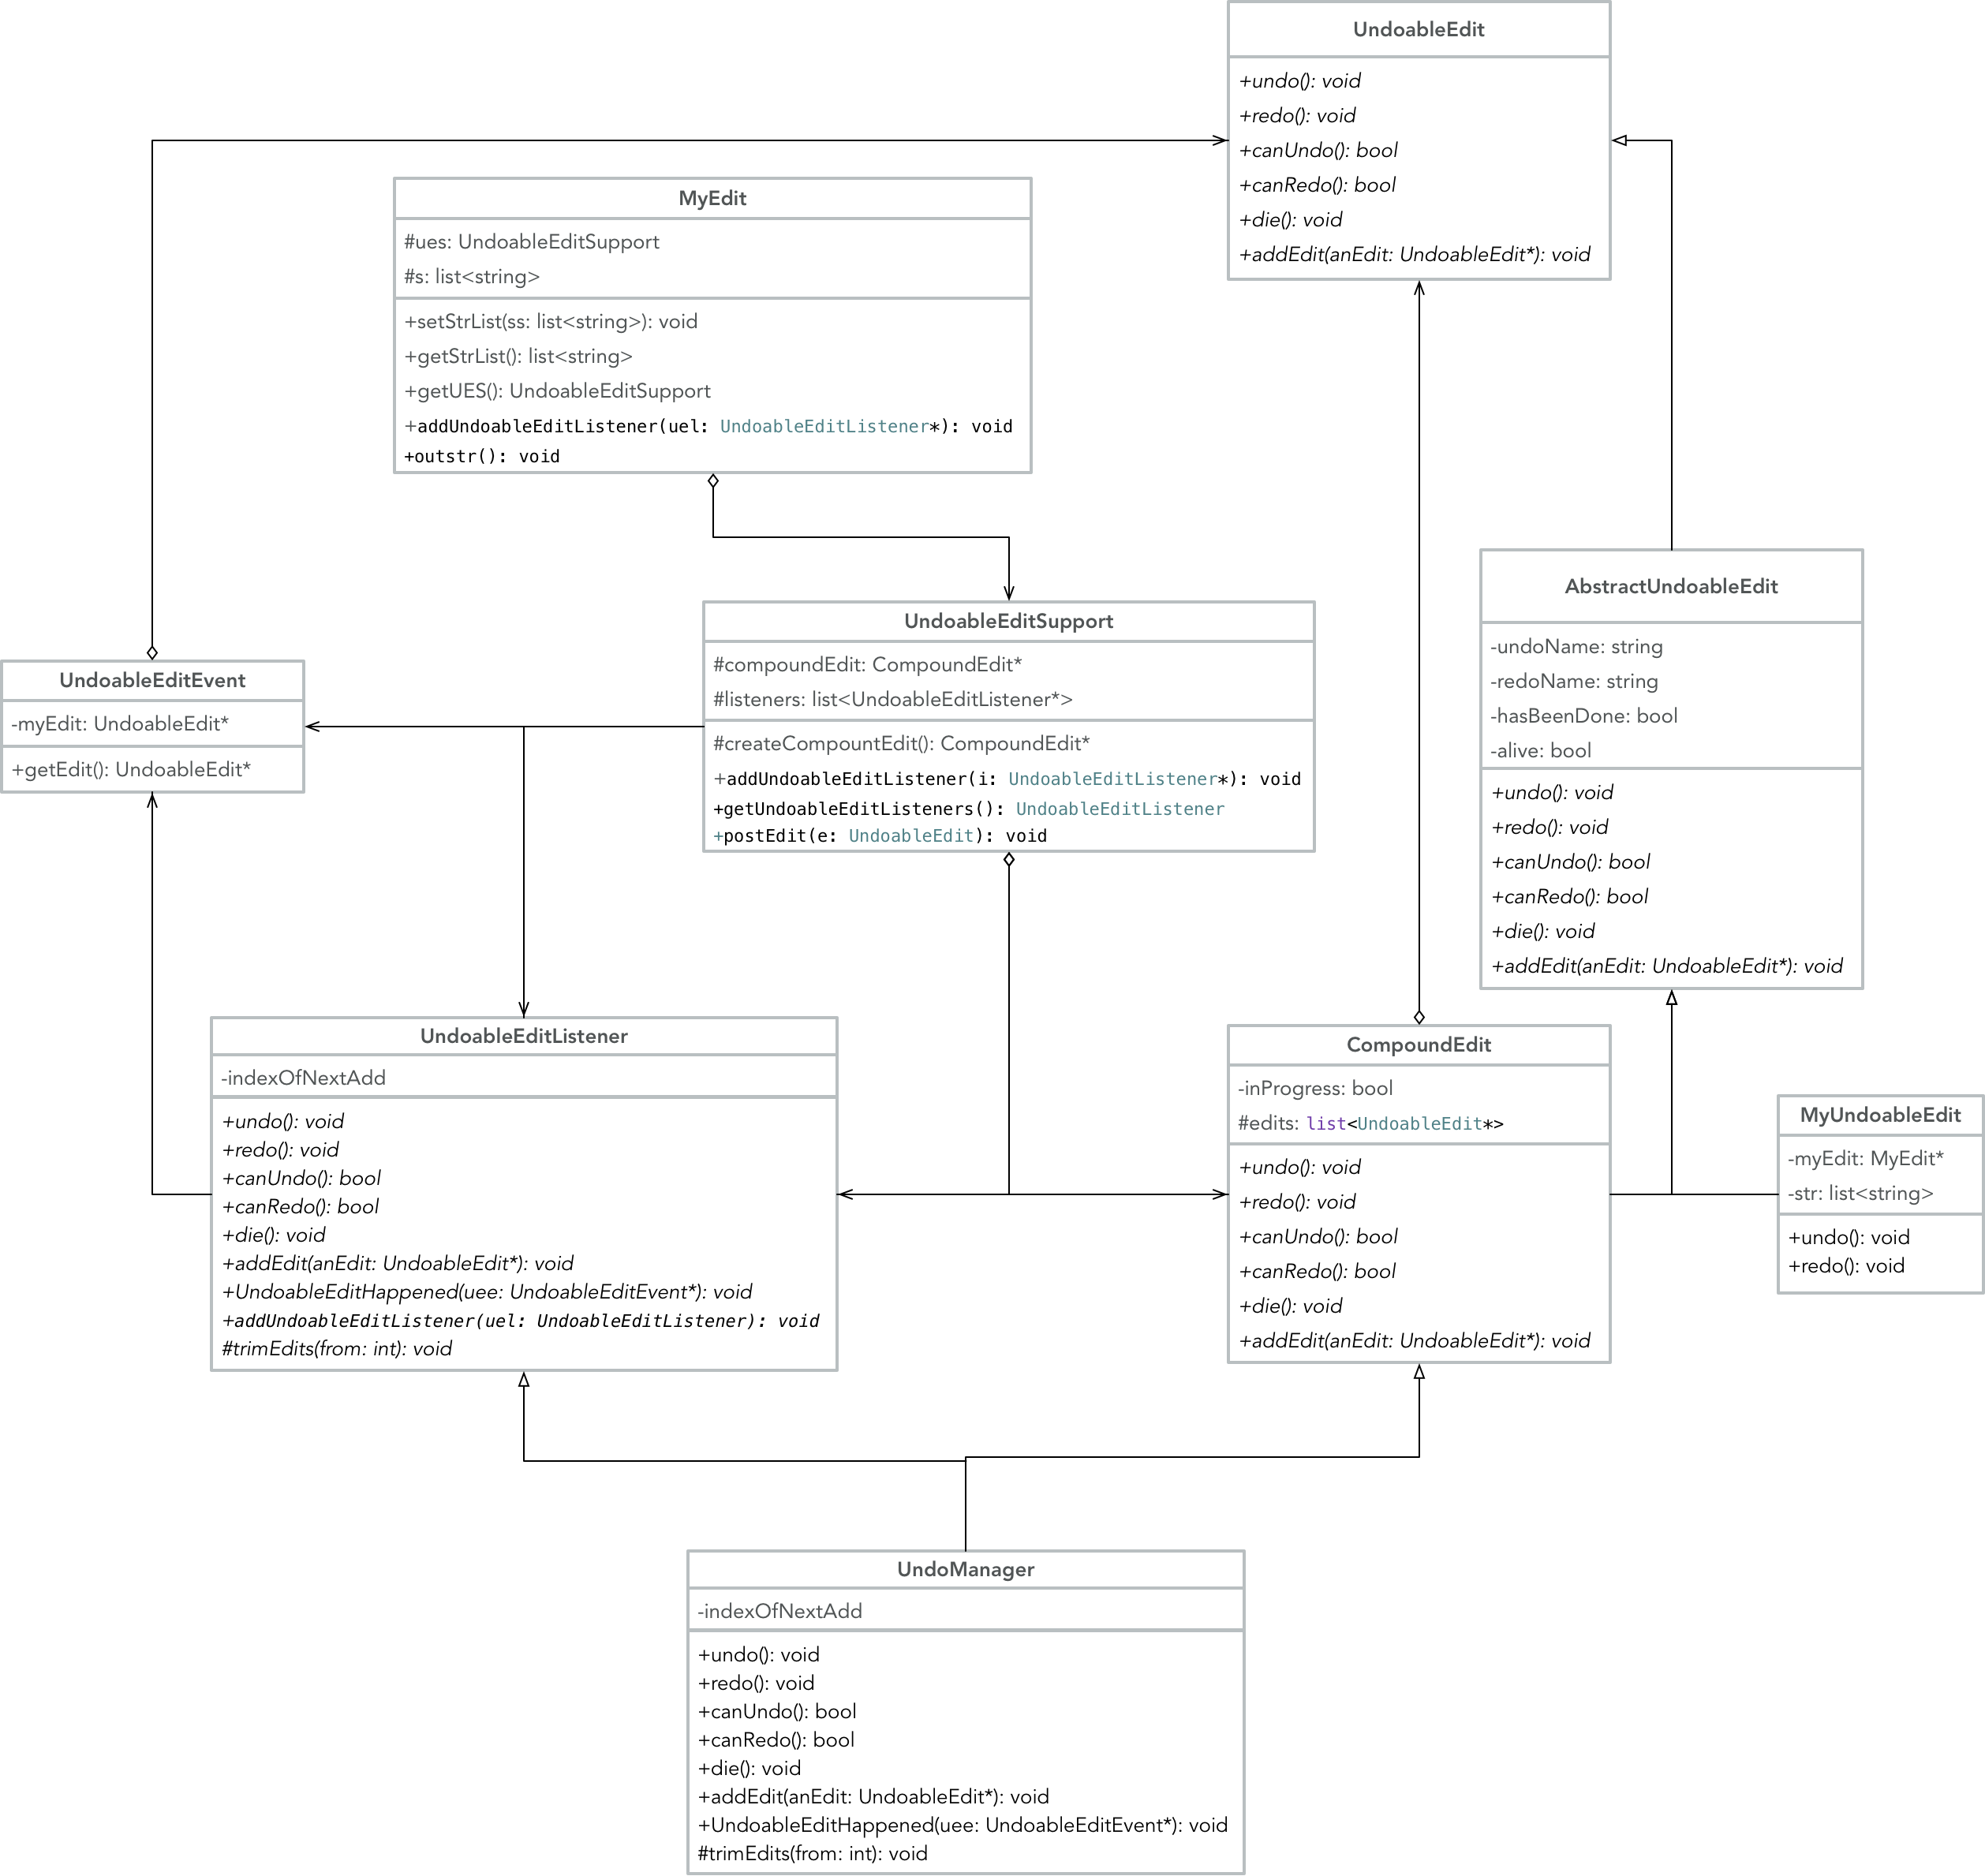 UndoableEdit
+undo(): void
+redo(): void
+canUndo(): bool
+canRedo(): bool
+die(): void
+addEdit(anEdit: UndoableEdit*): void
MyEdit
#ues: UndoableEditSupport
#s: list<string>
+setStrList(ss: list<string>): void
+getStrList(): list<string>
+getUES(): UndoableEditSupport
+addUndoableEditListener(uel: UndoableEditListener*): void
+outstr(): void
AbstractUndoableEdit
-undoName: string
-redoName: string
-hasBeenDone: bool
-alive: bool
+undo(): void
+redo(): void
+canUndo(): bool
+canRedo(): bool
+die(): void
+addEdit(anEdit: UndoableEdit*): void
UndoableEditSupport
#compoundEdit: CompoundEdit*
#listeners: list<UndoableEditListener*>
#createCompountEdit(): CompoundEdit*
+addUndoableEditListener(i: UndoableEditListener*): void
+getUndoableEditListeners(): UndoableEditListener
+postEdit(e: UndoableEdit): void
UndoableEditEvent
-myEdit: UndoableEdit*
+getEdit(): UndoableEdit*
UndoableEditListener
-indexOfNextAdd
+undo(): void
+redo(): void
+canUndo(): bool
+canRedo(): bool
+die(): void
+addEdit(anEdit: UndoableEdit*): void
+UndoableEditHappened(uee: UndoableEditEvent*): void
+addUndoableEditListener(uel: UndoableEditListener): void
#trimEdits(from: int): void
CompoundEdit
-inProgress: bool
#edits: list<UndoableEdit*>
+undo(): void
+redo(): void
+canUndo(): bool
+canRedo(): bool
+die(): void
+addEdit(anEdit: UndoableEdit*): void
MyUndoableEdit
-myEdit: MyEdit*
-str: list<string>
+undo(): void
+redo(): void
UndoManager
-indexOfNextAdd
+undo(): void
+redo(): void
+canUndo(): bool
+canRedo(): bool
+die(): void
+addEdit(anEdit: UndoableEdit*): void
+UndoableEditHappened(uee: UndoableEditEvent*): void
#trimEdits(from: int): void